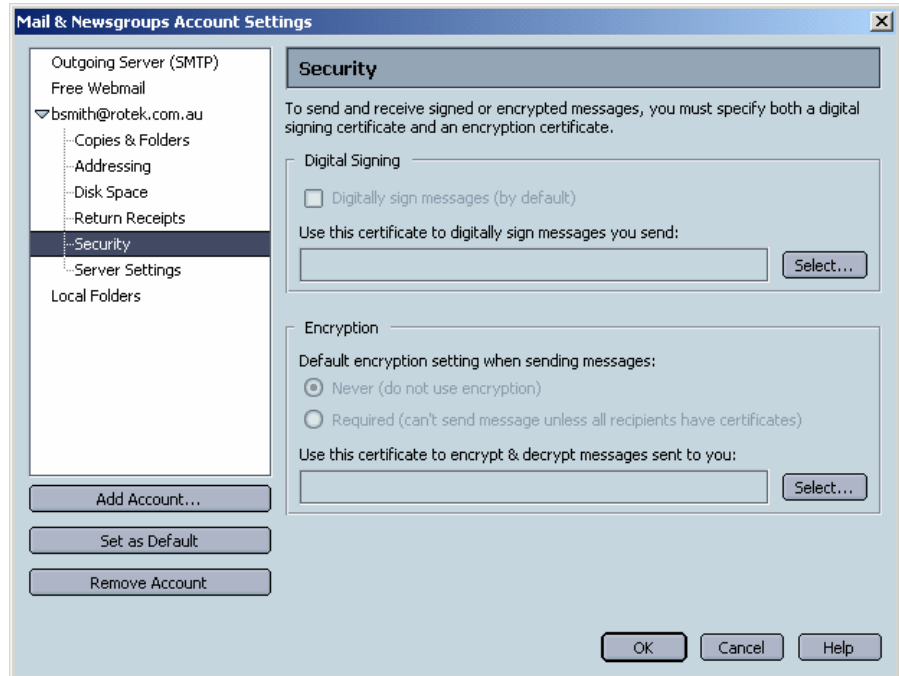 Mail & Newsgroups Account Settings
Outgoing Server (SMTP)
Free Webmail
bsmith@rotek.com.au
Copies & Folders
Addressing
Disk Space
Return Receipts
Security
Server Settings
Local Folders
Add Account...
Set as Default
Remove Account
Security
To send and receive signed or encrypted messages, you must specify both a digital
signing certificate and an encryption certificate.
Digital Signing
Digitally sign messages (by default)
Use this certificate to digitally sign messages you send:
Select...
Encryption
Default encryption setting when sending messages:
Never (do not use encryption)
Required (can't send message unless all recipients have certificates)
Use this certificate to encrypt & decrypt messages sent to you:
Select...
OK
Cancel
Help